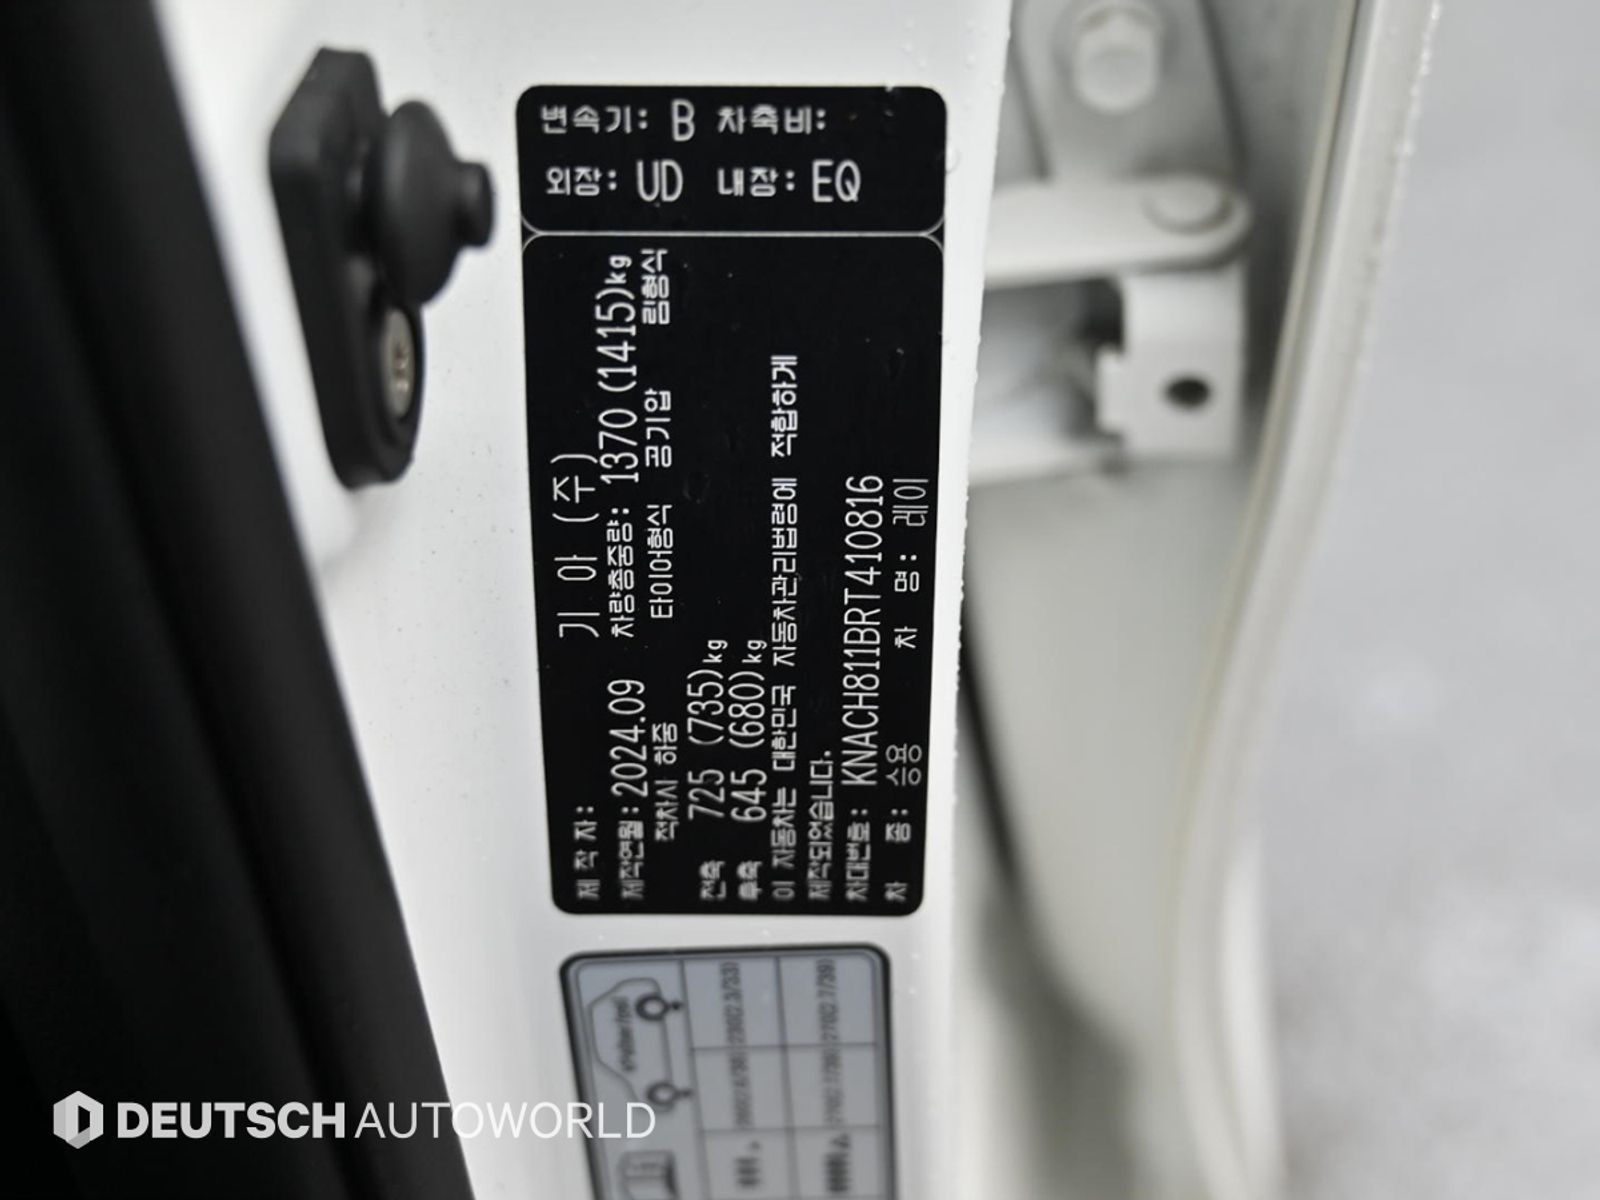 변속기: B 차축비:
외장: UD 내장: EQ
제 작 자: 기 아 (주)
제작연월: 2024.09 차량총중량: 1370 (1415)kg
적차시 하중 타이어형식 공기압 림형식
전축 725 (735)kg
후축 645 (680)kg
이 자동차는 대한민국 자동차관리법령에 적합하게
제작되었습니다.
차대번호: KNACH811BRT410816
차 종: 승용 차 명: 레이
DEUTSCH AUTOWORLD